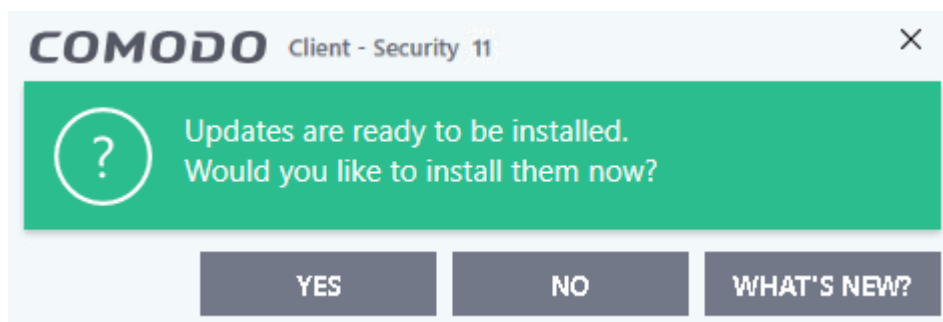 COMODO Client - Security 11
?
Updates are ready to be installed.
Would you like to install them now?
YES NO WHAT'S NEW?